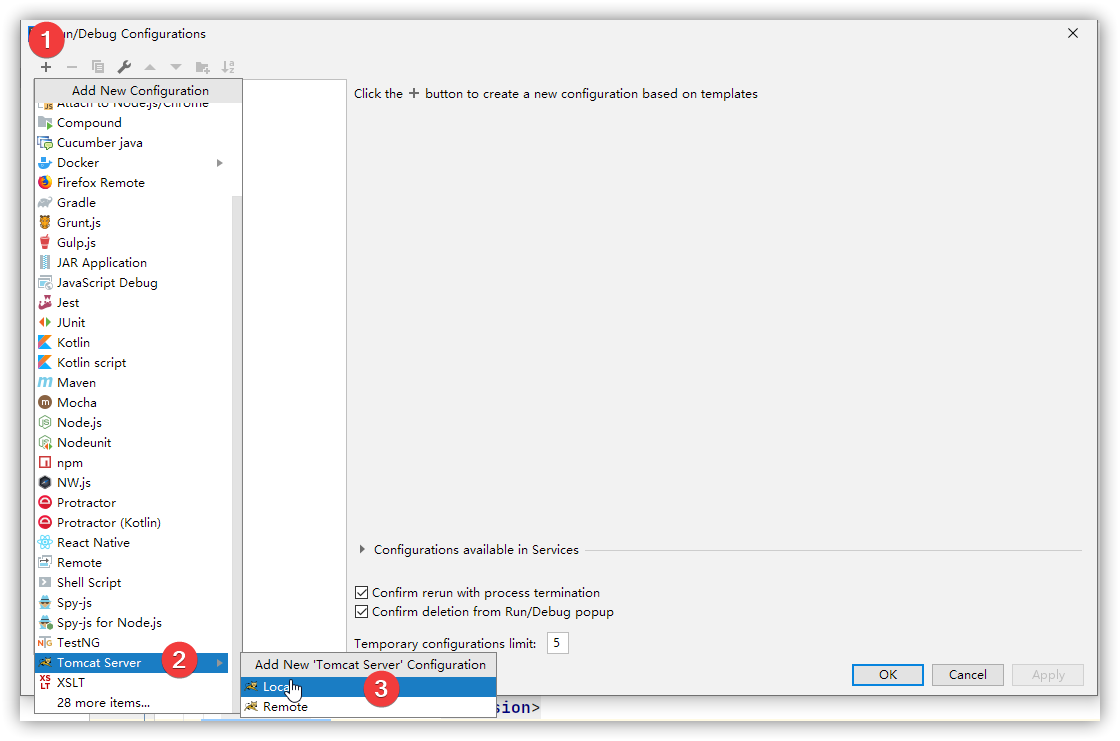 1
un/Debug Configurations
Add New Configuration
Click the + button to create a new configuration based on templates
Attach to Node.js/Chrome
Compound
Cucumber java
Docker
Firefox Remote
Gradle
Grunt.js
Gulp.js
JAR Application
JavaScript Debug
Jest
JUnit
Kotlin
Kotlin script
Maven
Mocha
Node.js
Nodeunit
npm
NW.js
Protractor
Protractor (Kotlin)
React Native
Remote
Shell Script
Spy-js
Spy-js for Node.js
TestNG
Tomcat Server
2
XSLT
28 more items...
Configurations available in Services
Confirm rerun with process termination
Confirm deletion from Run/Debug popup
Temporary configurations limit: 5
Add New 'Tomcat Server' Configuration
Local
3
Remote
OK
Cancel
Apply
sion>